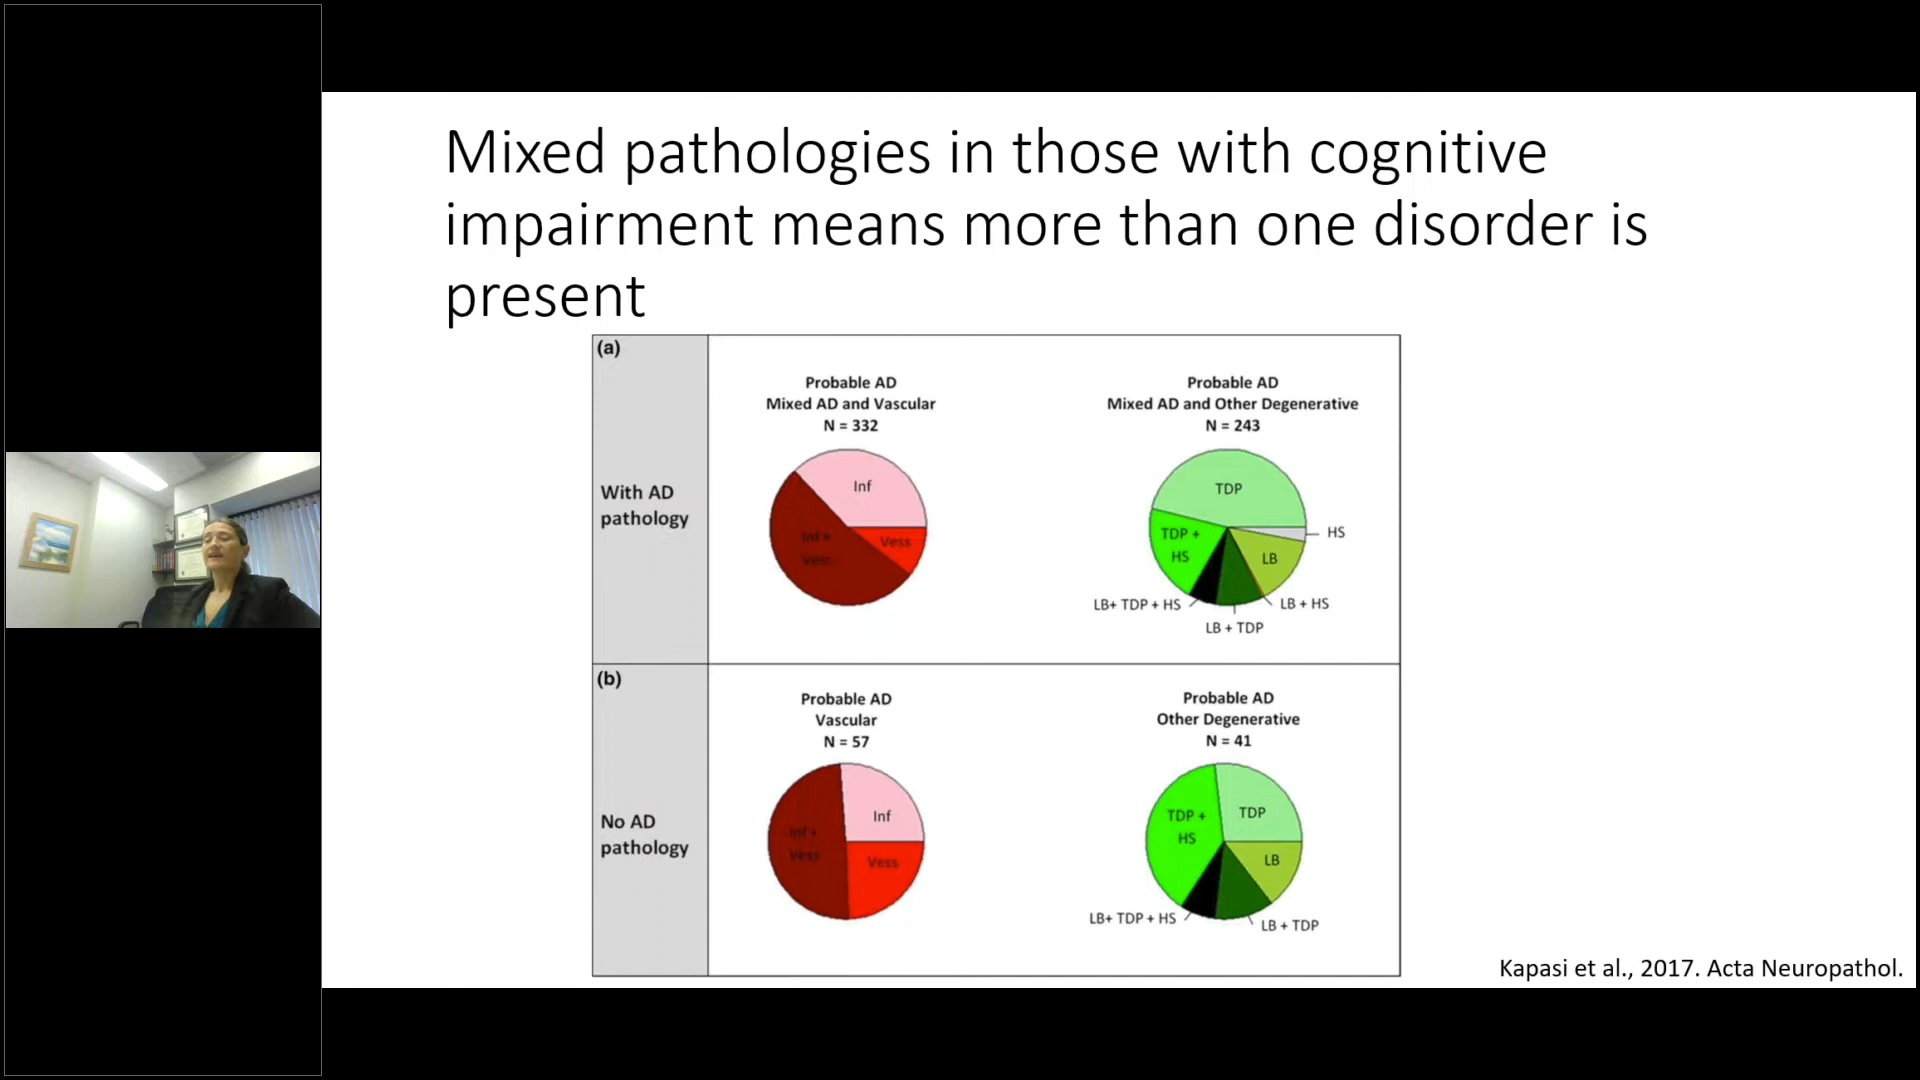 Mixed pathologies in those with cognitive
impairment means more than one disorder is
present
(a)
With AD
pathology
Probable AD
Mixed AD and Vascular
N = 332
Inf
Inf +
Vess
Vess
Probable AD
Mixed AD and Other Degenerative
N = 243
TDP
HS
TDP +
HS
LB
LB+ TDP + HS
LB + HS
LB + TDP
(b)
No AD
pathology
Probable AD
Vascular
N = 57
Inf
Inf +
Vess
Vess
Probable AD
Other Degenerative
N = 41
TDP +
HS
TDP
LB
LB+ TDP + HS
LB + TDP
Kapasi et al., 2017. Acta Neuropathol.